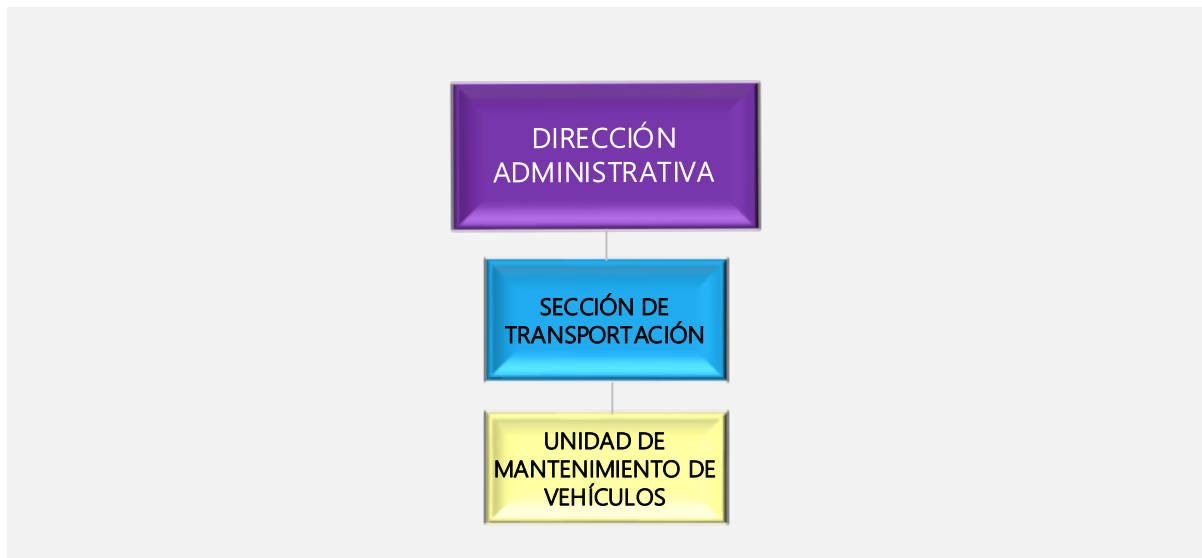 DIRECCIÓN
ADMINISTRATIVA
SECCIÓN DE
TRANSPORTACIÓN
UNIDAD DE
MANTENIMIENTO DE
VEHÍCULOS